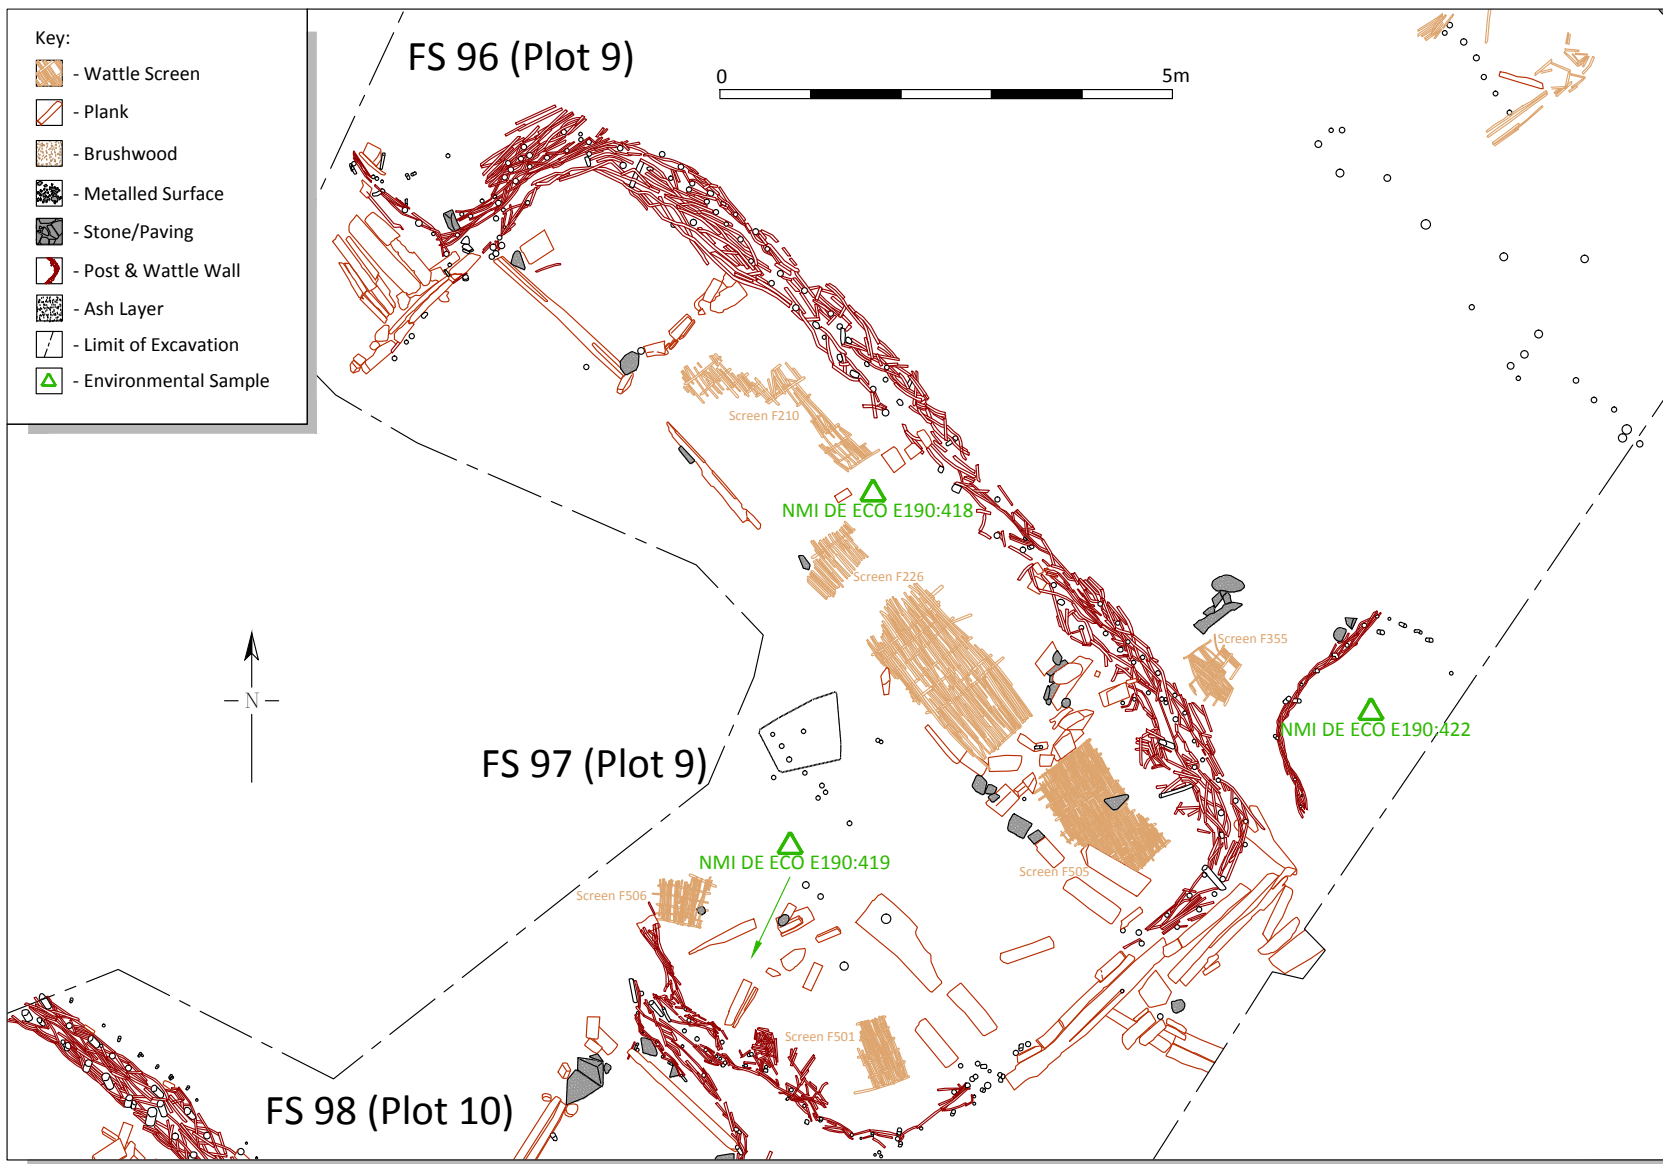 Key:
- Wattle Screen
- Plank
- Brushwood
- Metalled Surface
- Stone/Paving
- Post & Wattle Wall
- Ash Layer
- Limit of Excavation
- Environmental Sample
FS 96 (Plot 9)
0 5m
Screen F210
NMI DE ECO E190:418
Screen F226
Screen F355
N
NMI DE ECO E190:422
FS 97 (Plot 9)
NMI DE ECO E190:419
Screen F505
Screen F506
Screen F501
FS 98 (Plot 10)